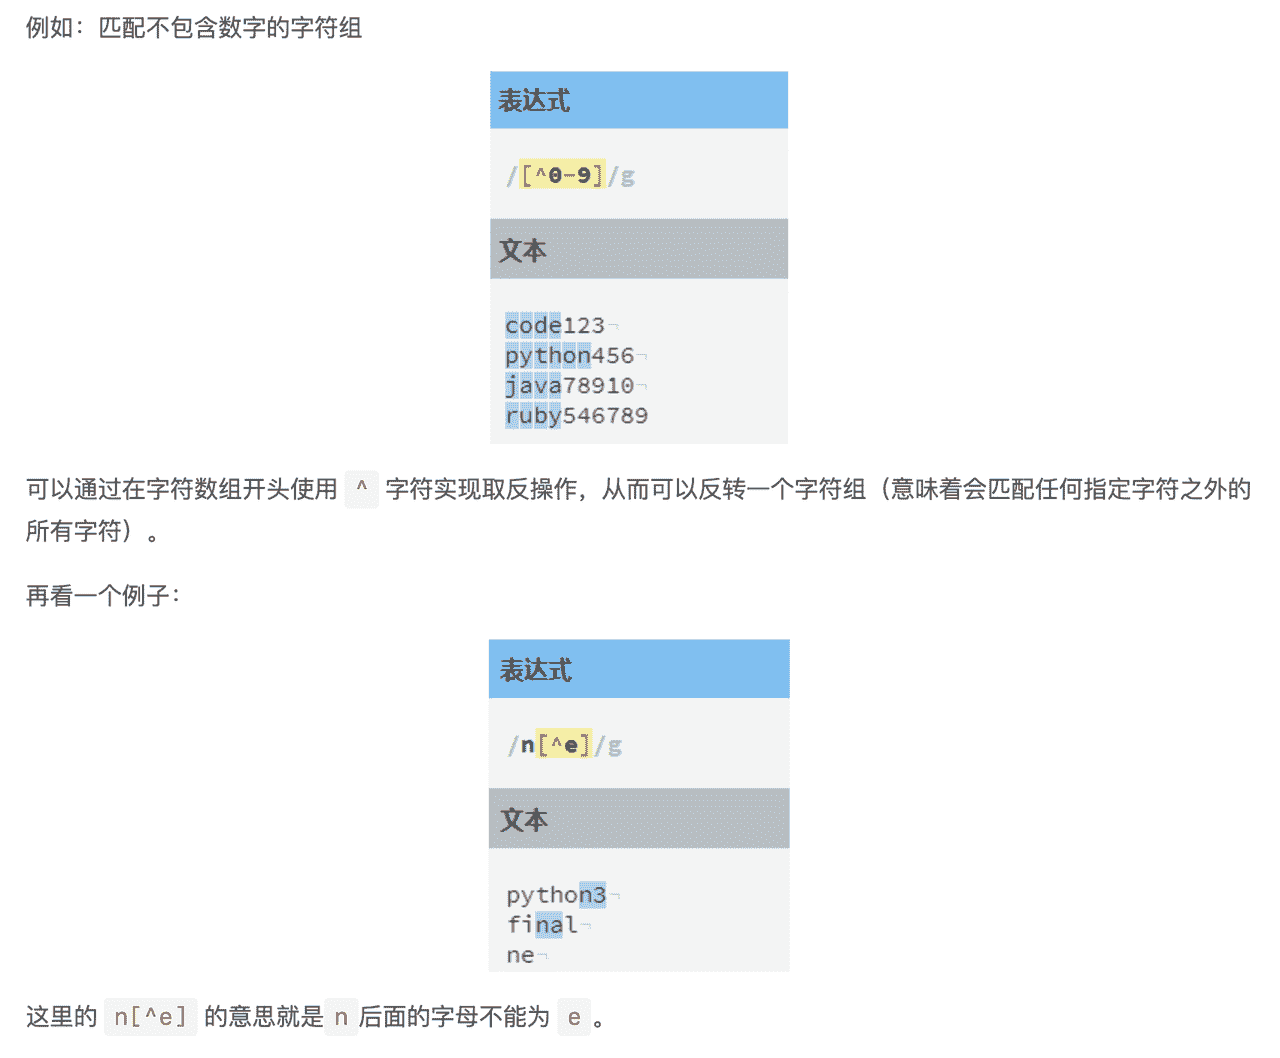 例如：匹配不包含数字的字符组
表达式
/[^0-9]/g
文本
code123¬
python456¬
java78910¬
ruby546789
可以通过在字符数组开头使用 ^ 字符实现取反操作，从而可以反转一个字符组（意味着会匹配任何指定字符之外的
所有字符）。
再看一个例子：
表达式
/n[^e]/g
文本
python3¬
final¬
ne¬
这里的 n[^e] 的意思就是 n 后面的字母不能为 e 。